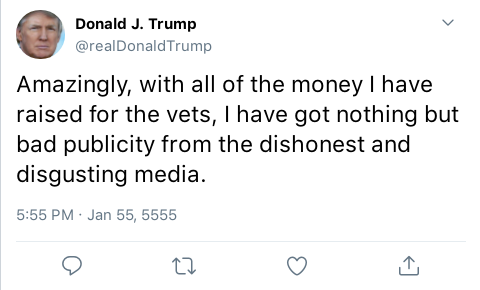 Donald J. Trump
@realDonaldTrump
Amazingly, with all of the money I have
raised for the vets, I have got nothing but
bad publicity from the dishonest and
disgusting media.
5:55 PM · Jan 55, 5555